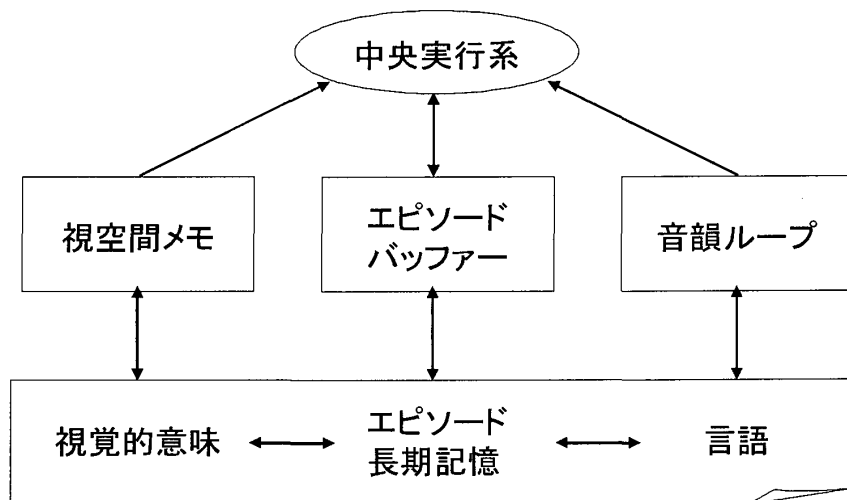 中央実行系
視空間メモ
エピソード
バッファー
音韻ループ
視覚的意味
エピソード
長期記憶
言語